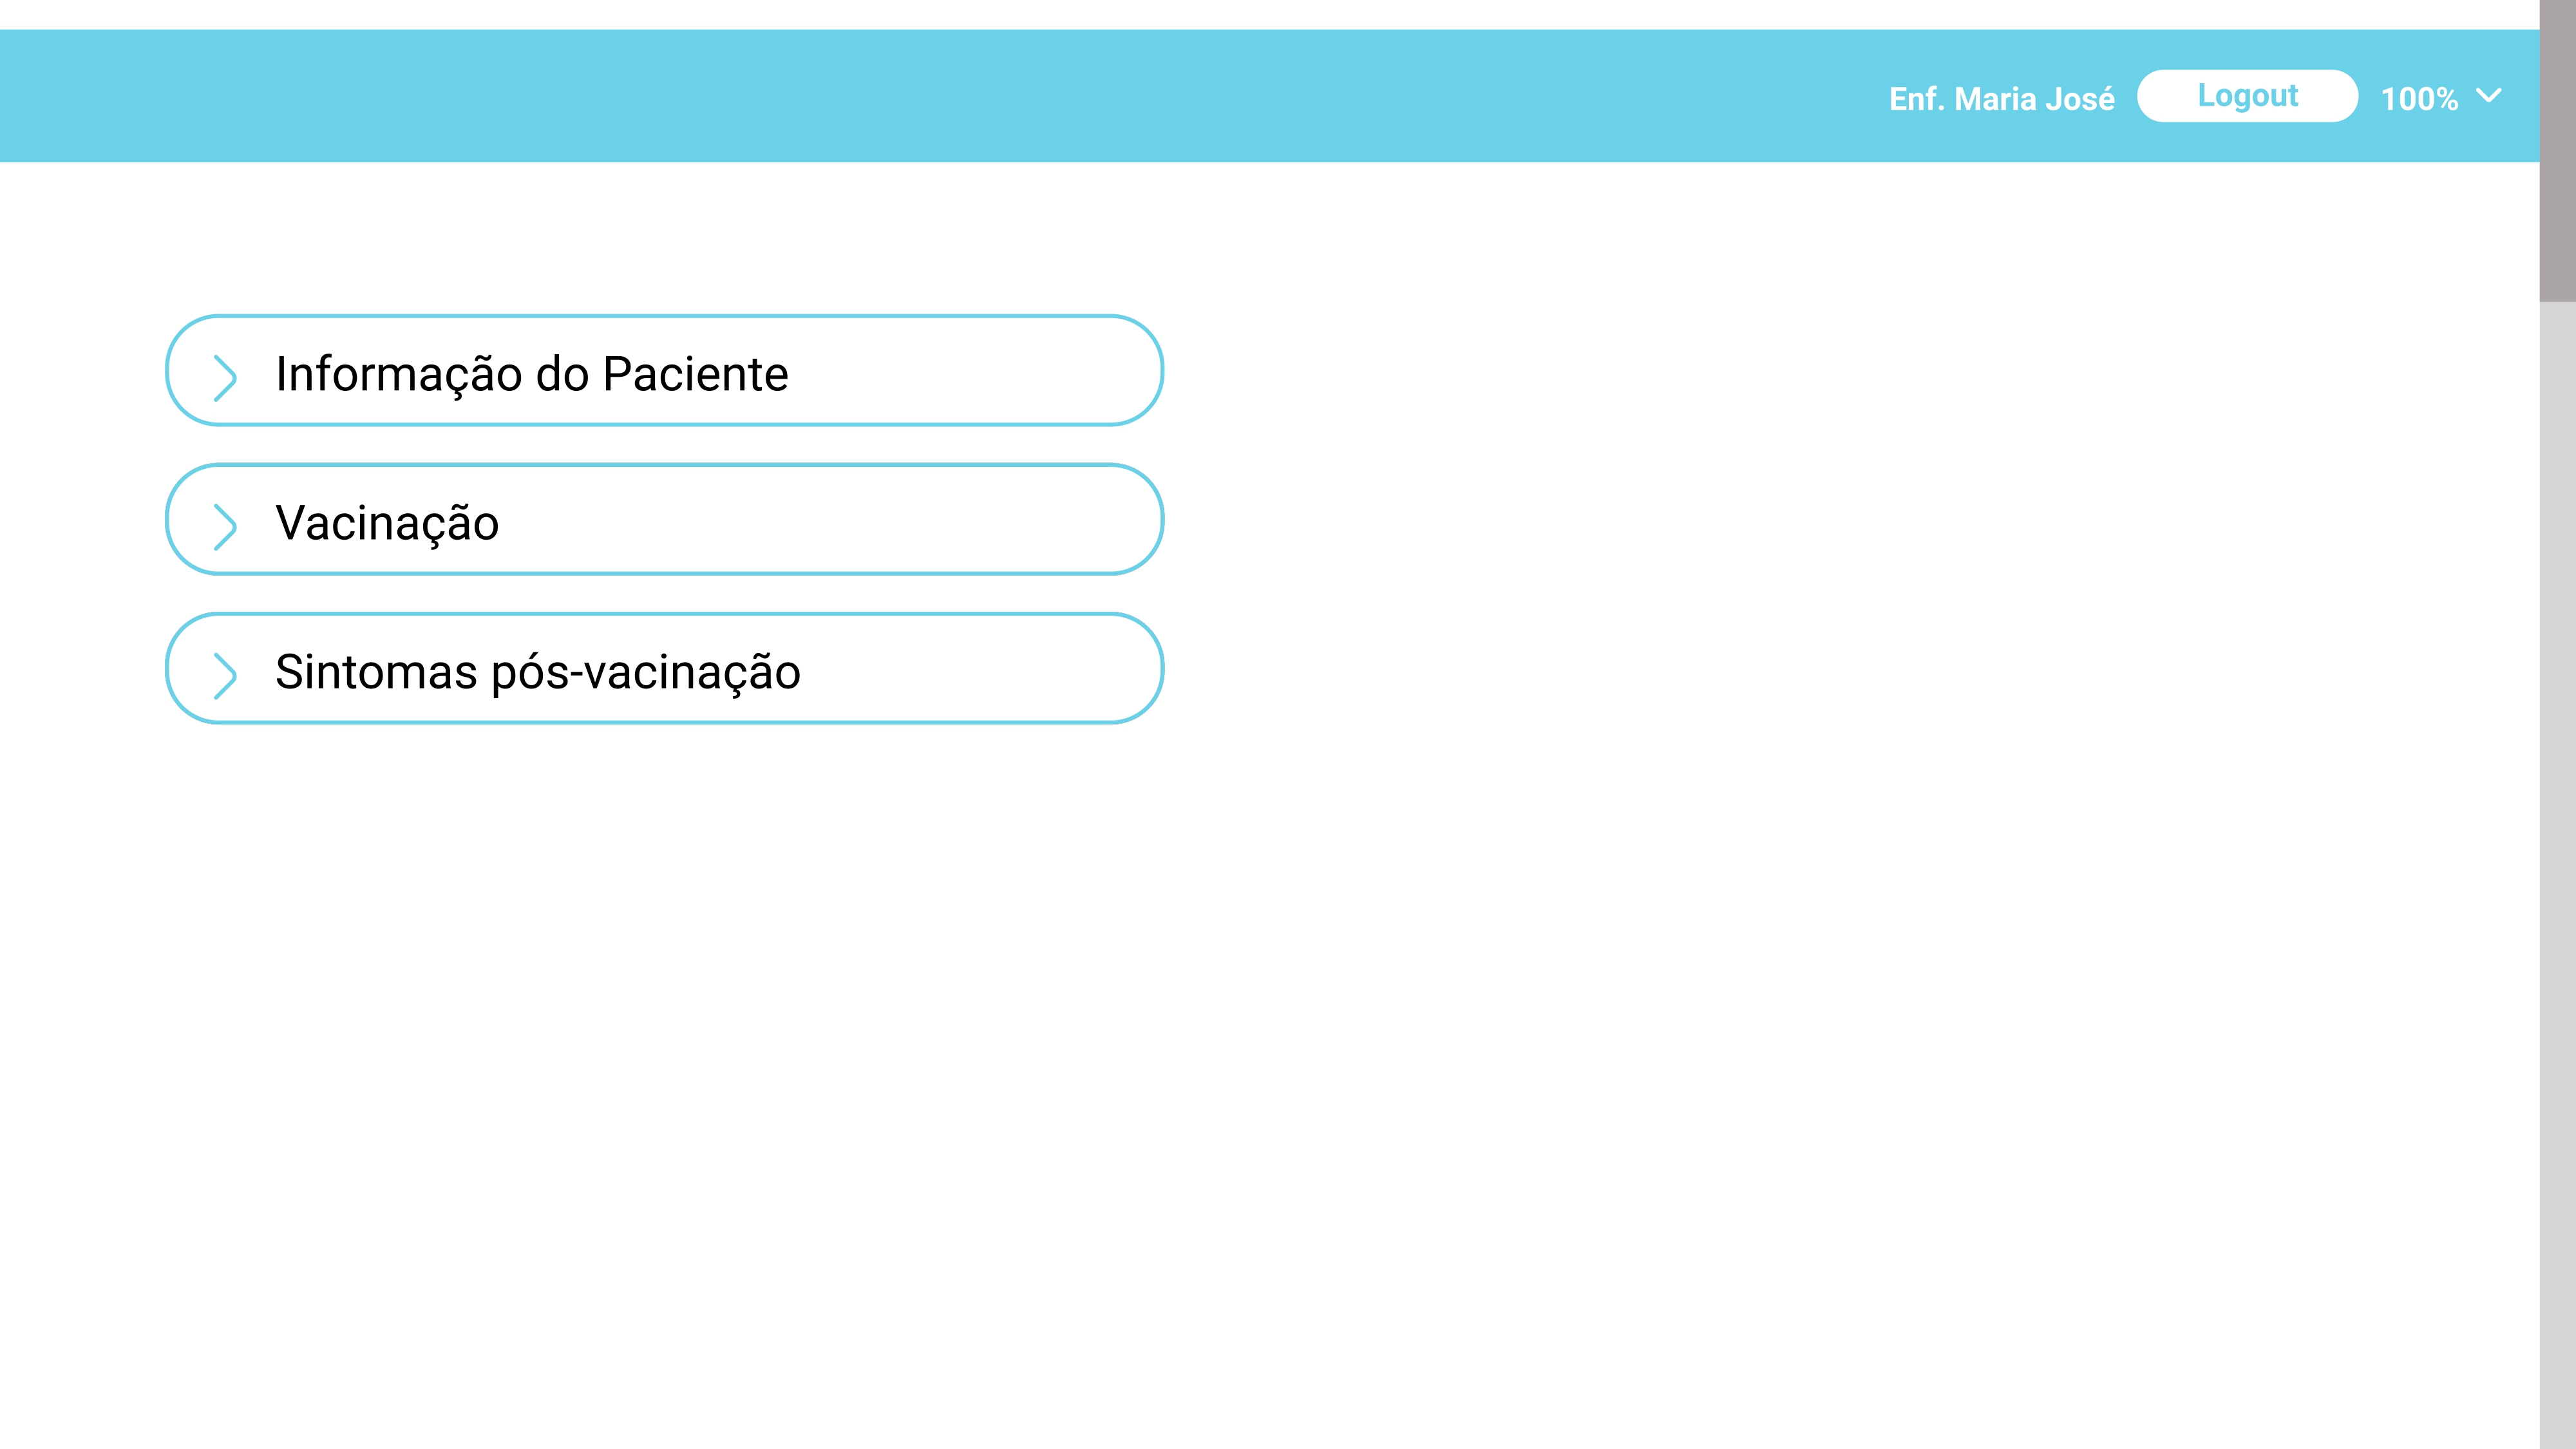 Enf. Maria José Logout 100%
Informação do Paciente
Vacinação
Sintomas pós-vacinação